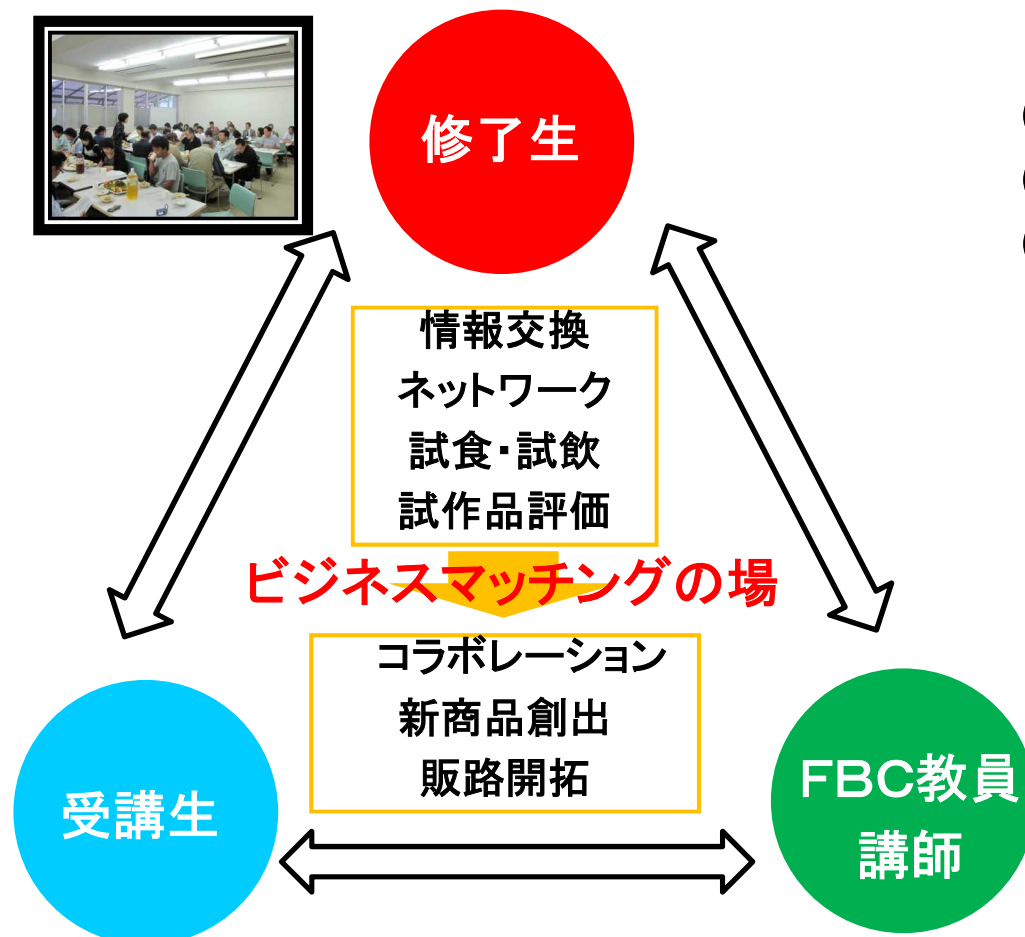 修了生
情報交換
ネットワーク
試食・試飲
試作品評価
ビジネスマッチングの場
コラボレーション
新商品創出
販路開拓
受講生
FBC教員
講師